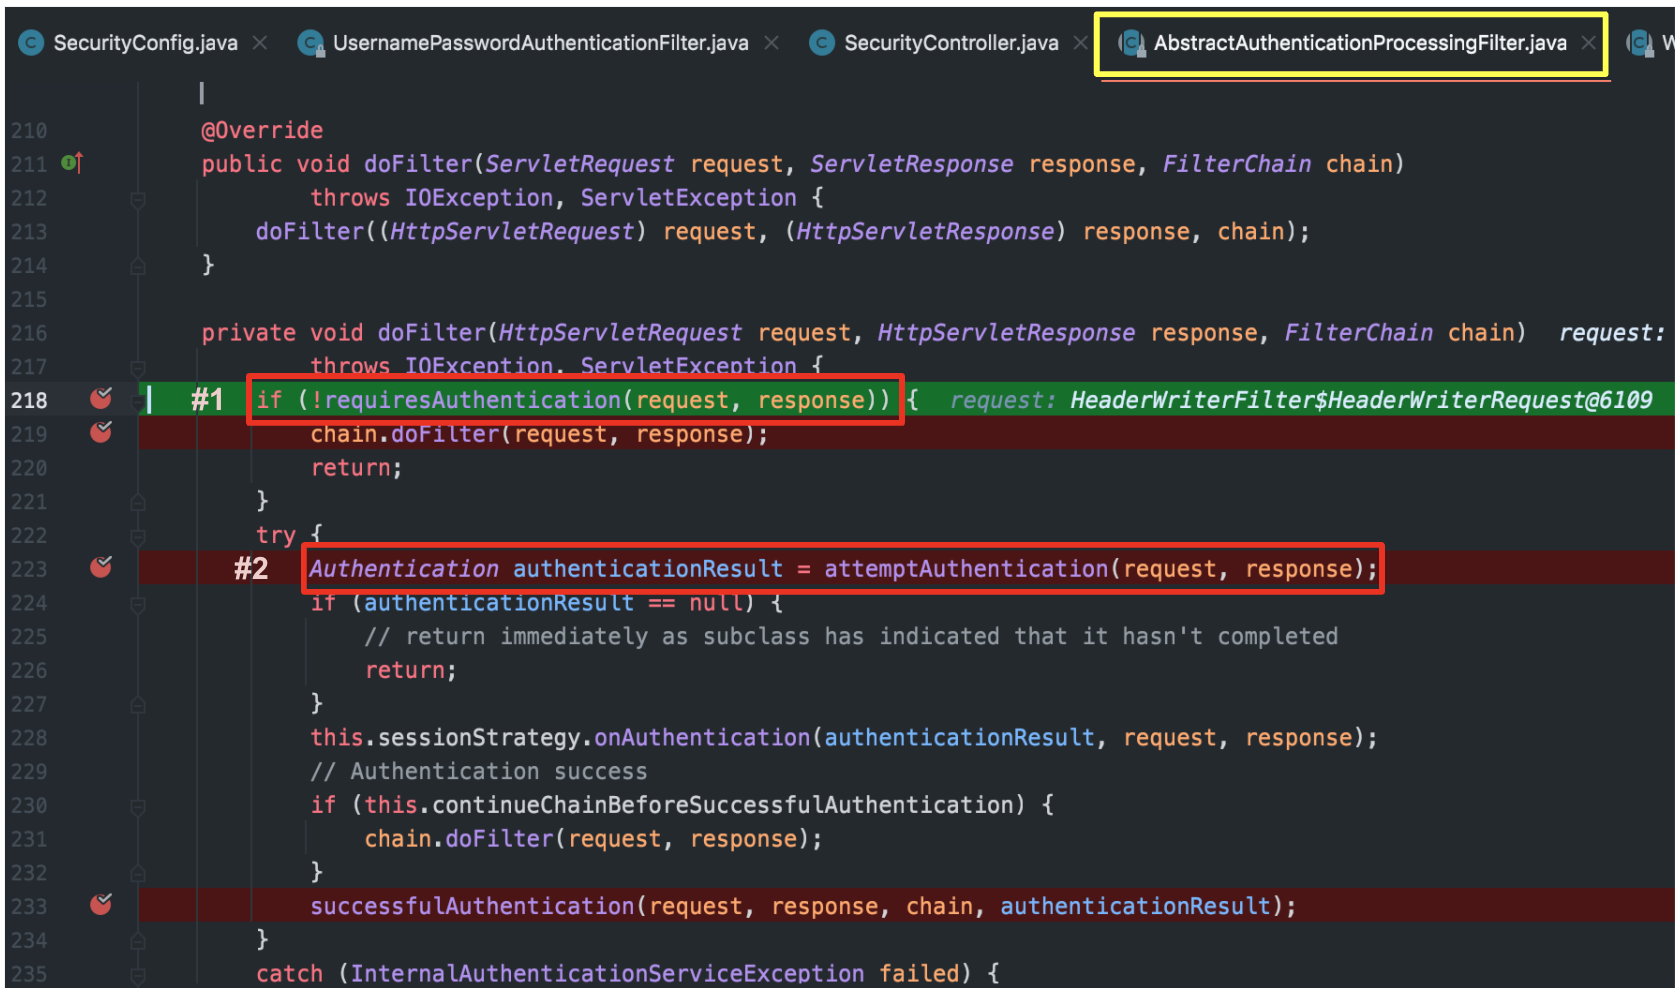 SecurityConfig.java UsernamePasswordAuthenticationFilter.java SecurityController.java AbstractAuthenticationProcessingFilter.java
210 @Override
211 public void doFilter(ServletRequest request, ServletResponse response, FilterChain chain)
212 throws IOException, ServletException {
213 doFilter((HttpServletRequest) request, (HttpServletResponse) response, chain);
214 }
215
216 private void doFilter(HttpServletRequest request, HttpServletResponse response, FilterChain chain) request:
217 throws IOException, ServletException {
218 #1 if (!requiresAuthentication(request, response)) { request: HeaderWriterFilter$HeaderWriterRequest@6109
219 chain.doFilter(request, response);
220 return;
221 }
222 try {
223 #2 Authentication authenticationResult = attemptAuthentication(request, response);
224 if (authenticationResult == null) {
225 // return immediately as subclass has indicated that it hasn't completed
226 return;
227 }
228 this.sessionStrategy.onAuthentication(authenticationResult, request, response);
229 // Authentication success
230 if (this.continueChainBeforeSuccessfulAuthentication) {
231 chain.doFilter(request, response);
232 }
233 successfulAuthentication(request, response, chain, authenticationResult);
234 }
235 catch (InternalAuthenticationServiceException failed) {